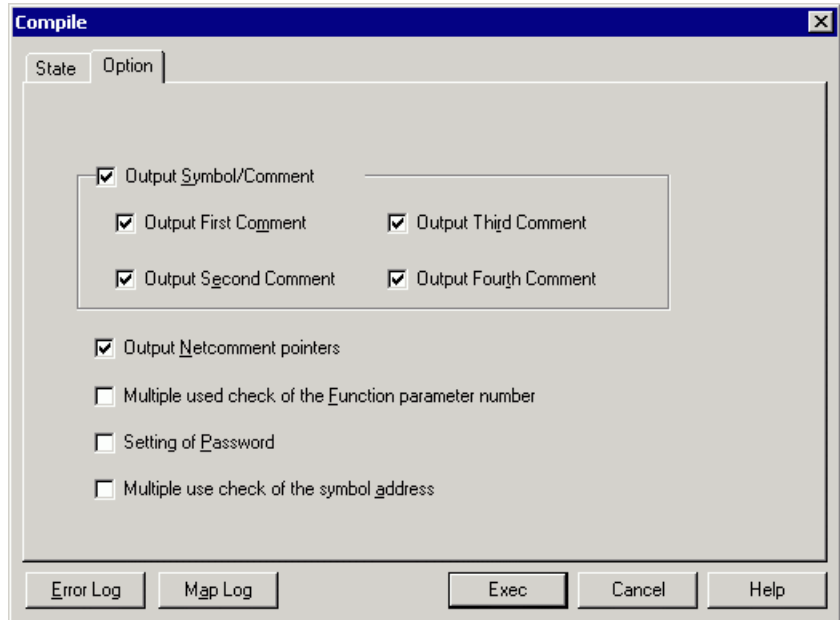 Compile
State Option
Output Symbol/Comment
Output First Comment Output Third Comment
Output Second Comment Output Fourth Comment
Output Netcomment pointers
Multiple used check of the Function parameter number
Setting of Password
Multiple use check of the symbol address
Error Log Map Log Exec Cancel Help